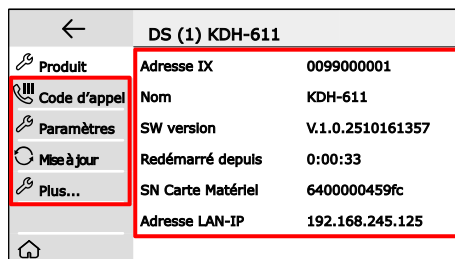 DS (1) KDH-611
Produit
Code d'appel
Paramètres
Mise à jour
Plus...
Adresse IX 0099000001
Nom KDH-611
SW version V.1.0.2510161357
Redémarré depuis 0:00:33
SN Carte Matériel 6400000459fc
Adresse LAN-IP 192.168.245.125